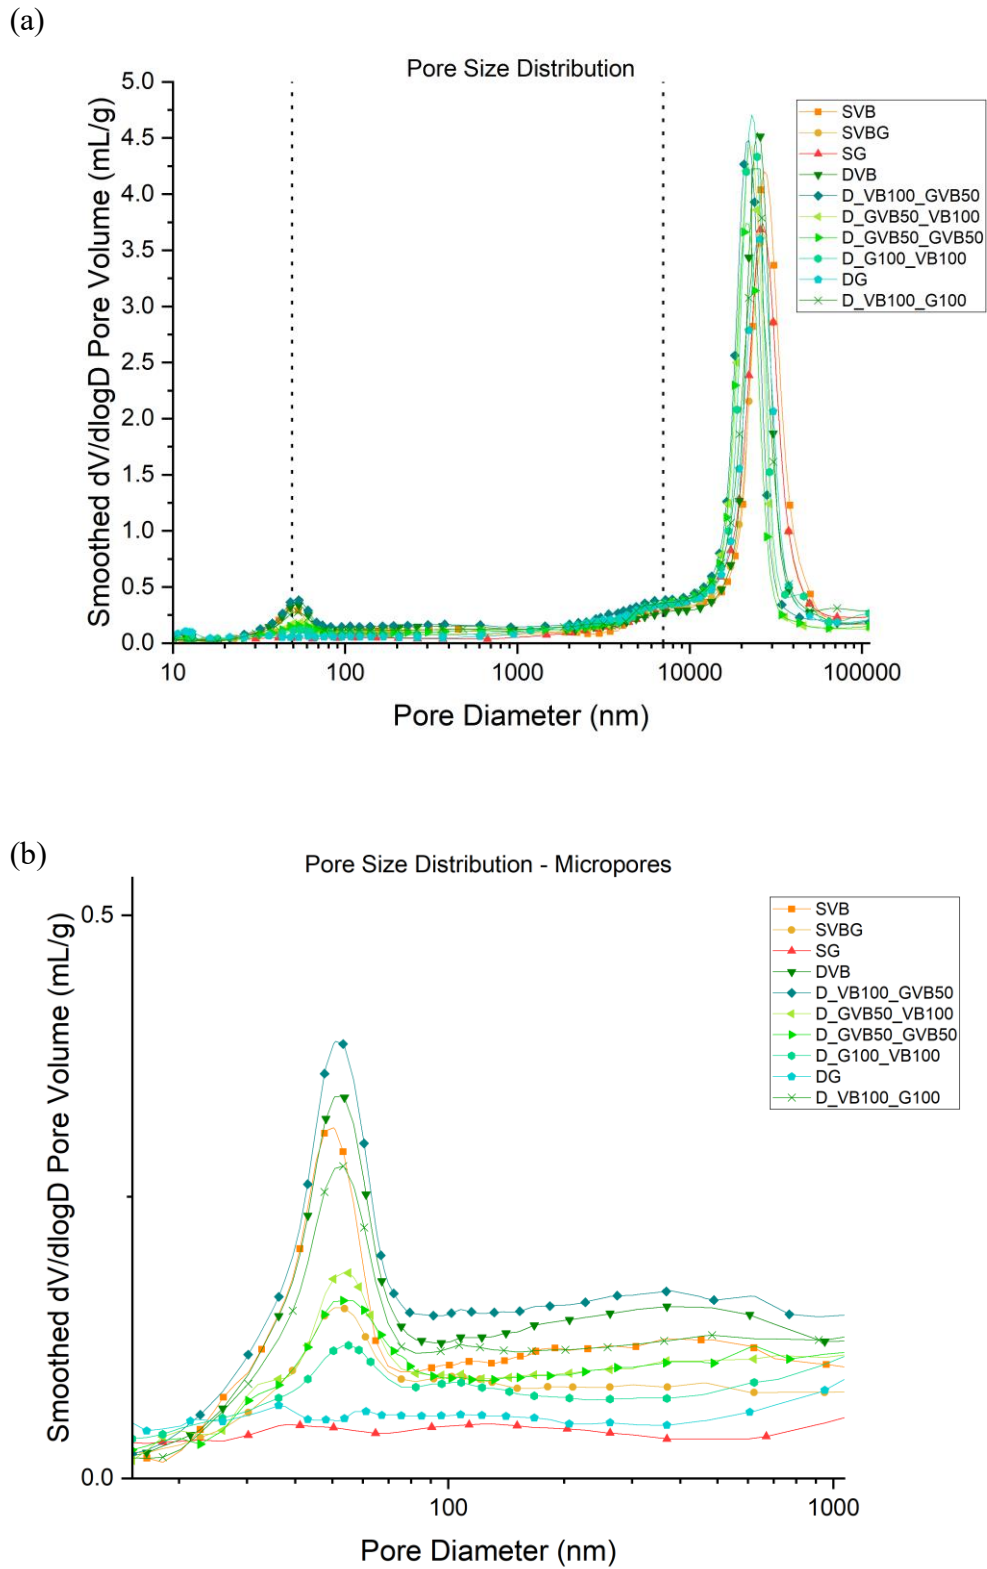 (a)
Pore Size Distribution
Smoothed dV/dlogD Pore Volume (mL/g)
5.0
4.5
4.0
3.5
3.0
2.5
2.0
1.5
1.0
0.5
0.0
10
100
1000
10000
100000
Pore Diameter (nm)
SVB
SVBG
SG
DVB
D_VB100_GVB50
D_GVB50_VB100
D_GVB50_GVB50
D_G100_VB100
DG
D_VB100_G100
(b)
Pore Size Distribution - Micropores
Smoothed dV/dlogD Pore Volume (mL/g)
0.5
0.0
100
1000
Pore Diameter (nm)
SVB
SVBG
SG
DVB
D_VB100_GVB50
D_GVB50_VB100
D_GVB50_GVB50
D_G100_VB100
DG
D_VB100_G100